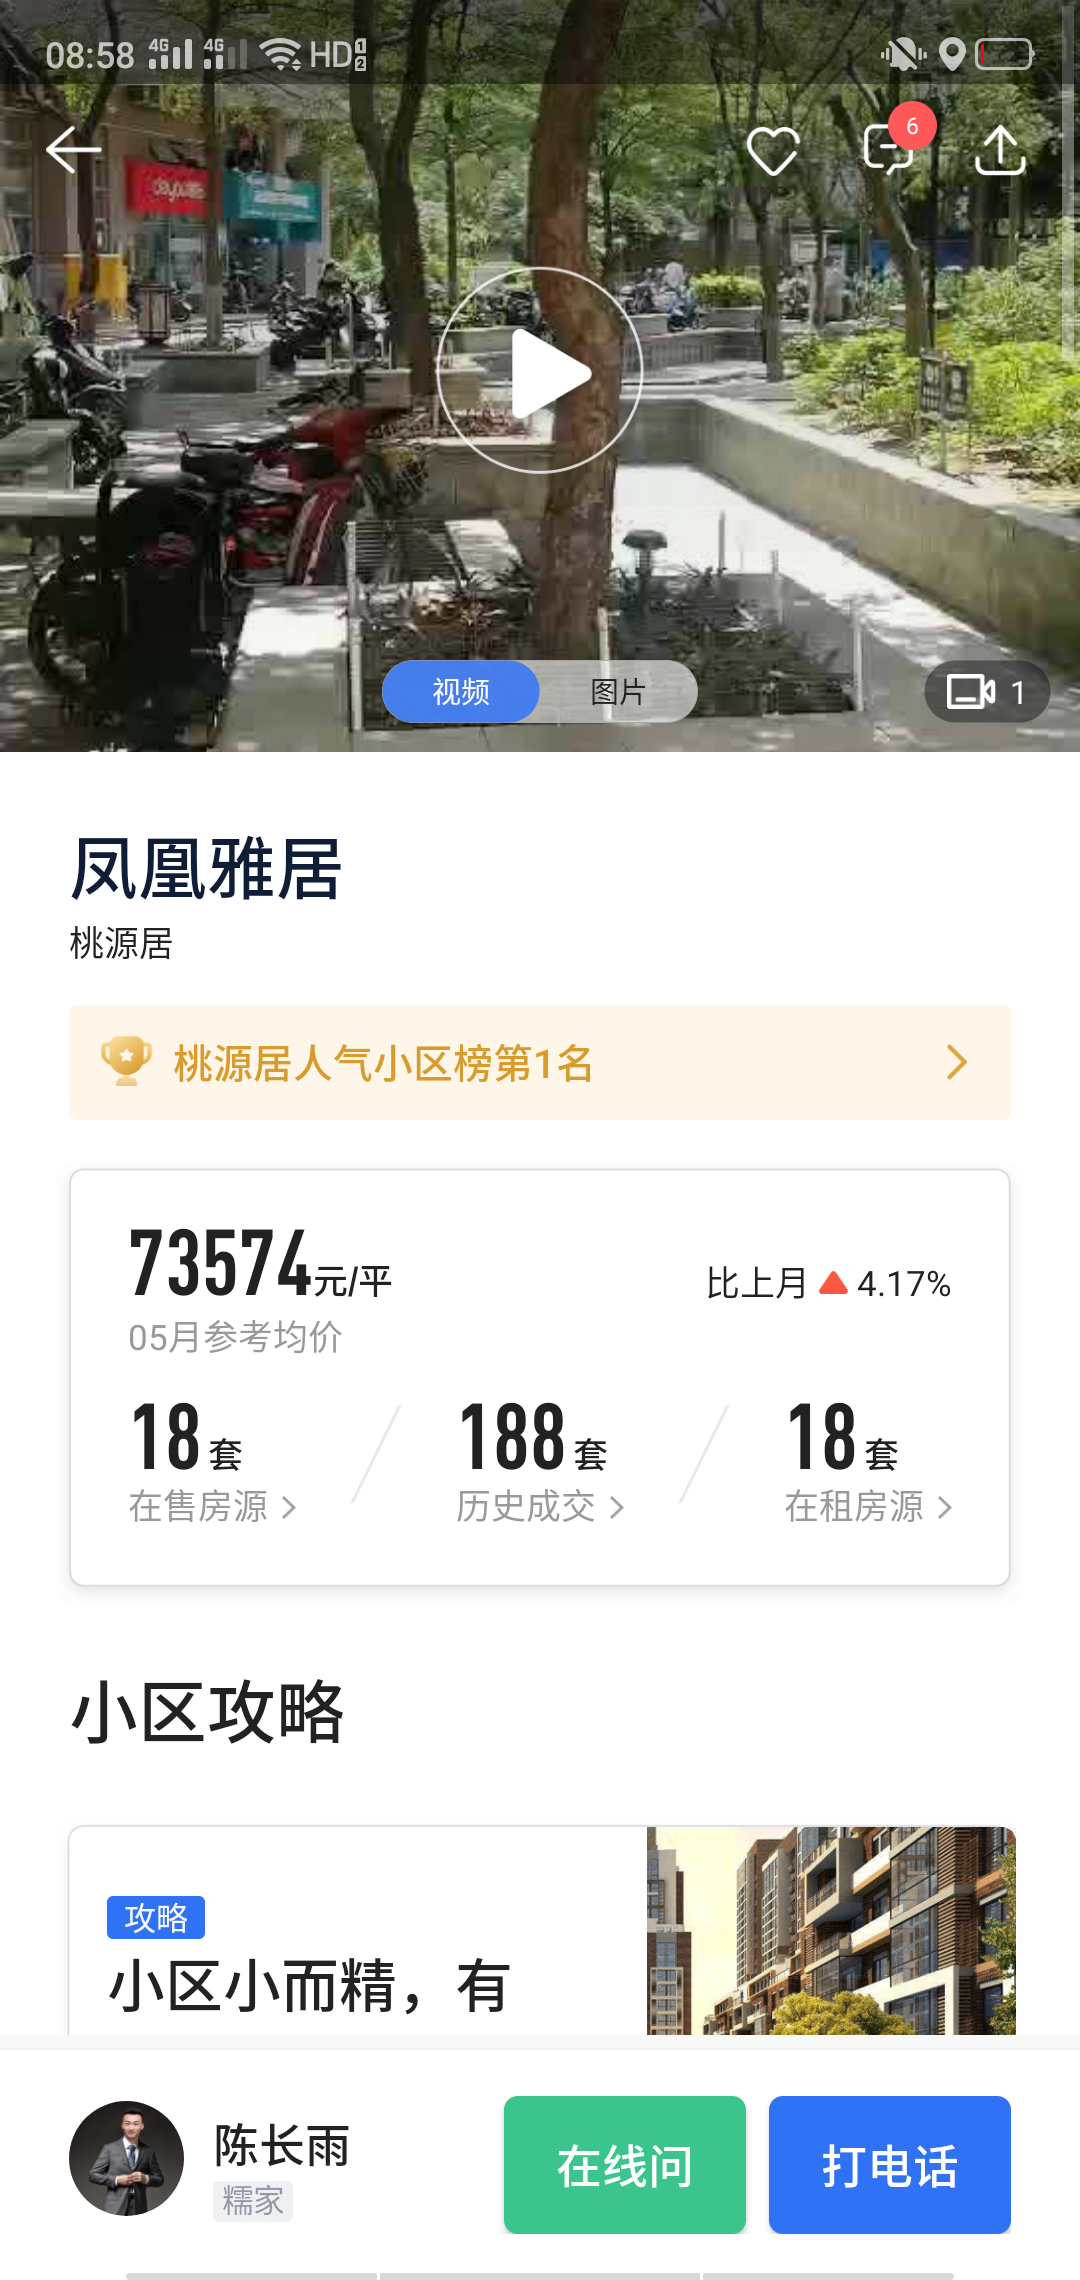 08:58 4G 4G HD 1 2
6
视频 图片 1
凤凰雅居
桃源居
桃源居人气小区榜第1名
73574元/平 比上月 4.17%
05月参考均价
18套 188套 18套
在售房源 历史成交 在租房源
小区攻略
攻略
小区小而精，有
陈长雨
糯家
在线问 打电话